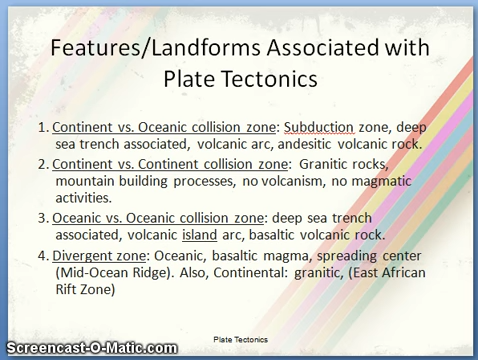 Features/Landforms Associated with
Plate Tectonics
1. Continent vs. Oceanic collision zone: Subduction zone, deep
sea trent associated, volcanic arc, andesitic volcanic rock.
2. Continent vs. Continent collision zone: Granitic rocks,
mountain building processes, no volcanism, no magmatic
activities.
3. Oceanic vs. Oceanic collision zone: deep sea trench
associated, volcanic island arc, basaltic volcanic rock.
4. Divergent zone: Oceanic, basaltic magma, spreading center
(Mid-Ocean Ridge). Also, Continental: granitic, (East African
Rift Zone)
Plate Tectonics
Screencast-O-Matic.com